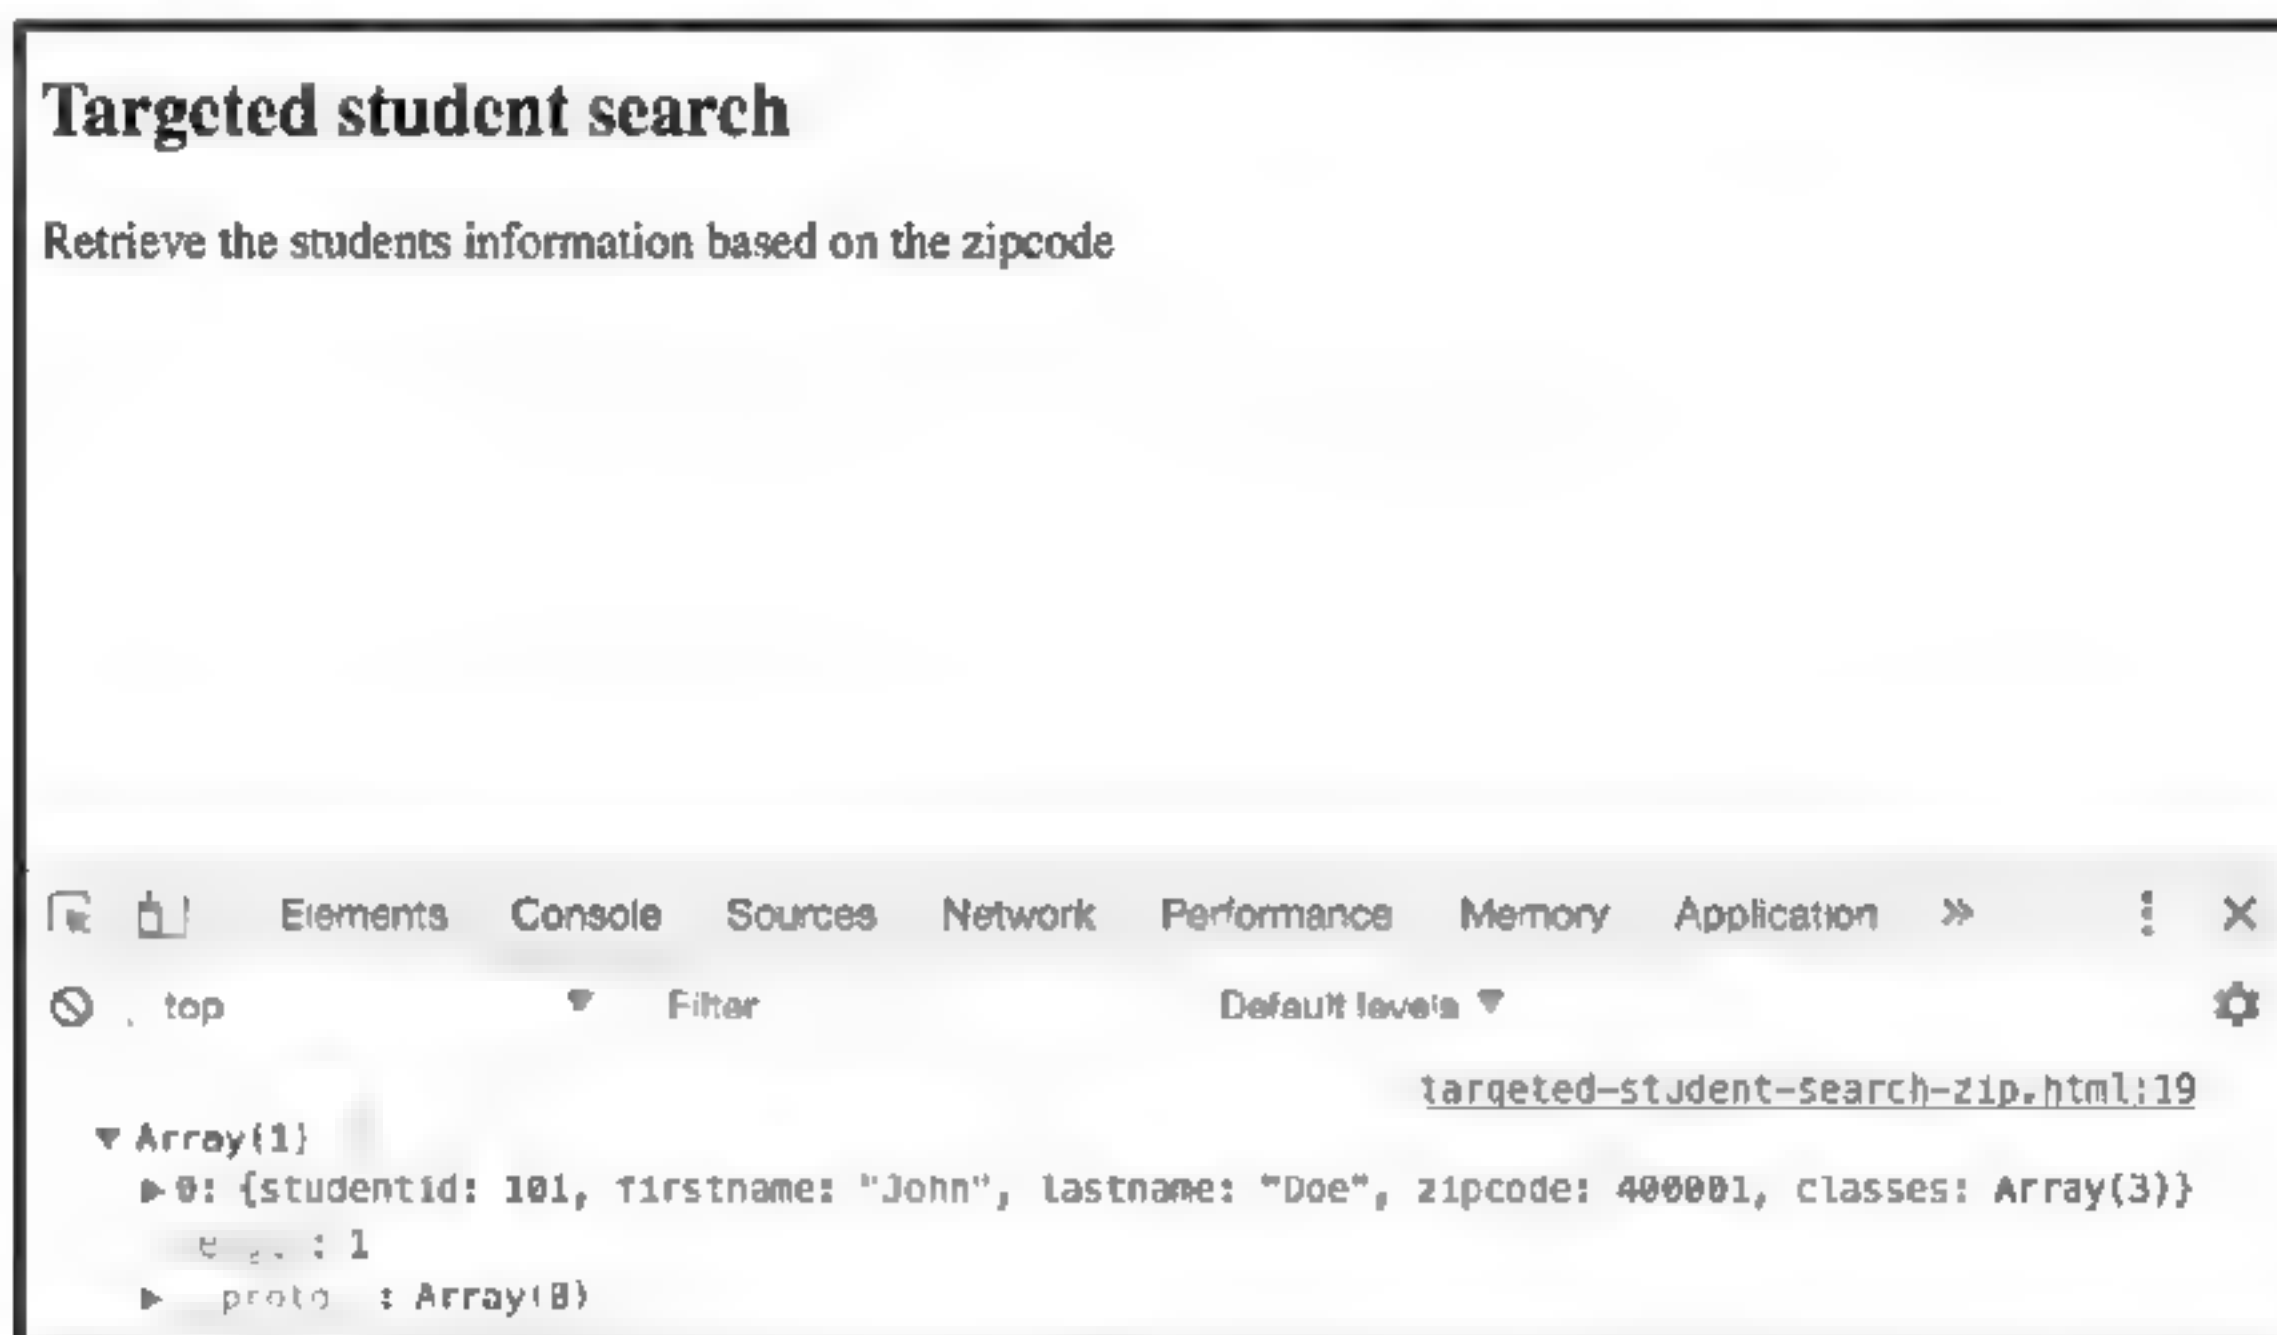 Targeted student search
Retrieve the students information based on the zipcode
Elements Console Sources Network Performance Memory Application »
top Filter Default levels
targeted-student-search-zip.html:19
Array(1)
0: {studentid: 101, firstname: "John", lastname: "Doe", zipcode: 400001, classes: Array(3)}
: 1
proto : Array(0)